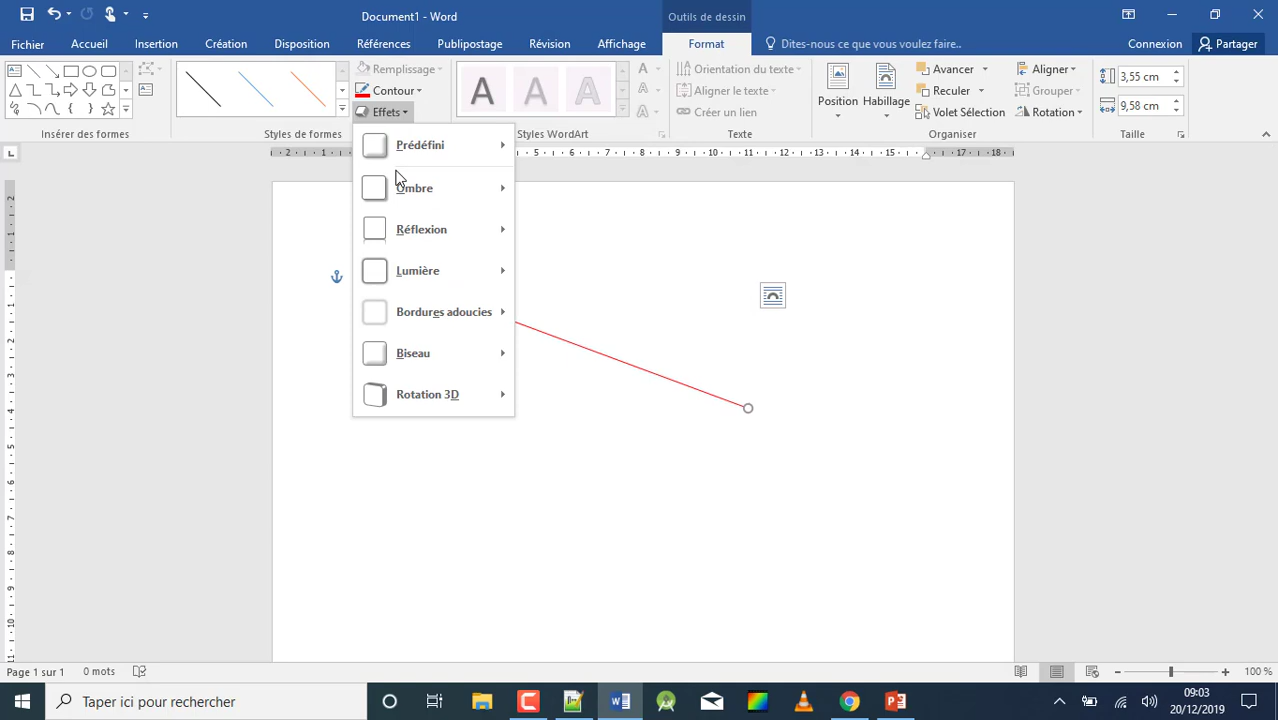 Document1 - Word
Outils de dessin
Fichier
Accueil
Insertion
Création
Disposition
Références
Publipostage
Révision
Affichage
Format
Dites-nous ce que vous voulez faire..
Connexion
Partager
Remplissage
Contour
Effets
Orientation du texte
Aligner le texte
Créer un lien
Position
Habillage
Avancer
Reculer
Volet Sélection
Aligner
Grouper
Rotation
3,55 cm
9,58 cm
Insérer des formes
Styles de formes
Styles WordArt
Texte
Organiser
Taille
Prédéfini
Ombre
Réflexion
Lumière
Bordures adoucies
Biseau
Rotation 3D
Page 1 sur 1
0 mots
100 %
Taper ici pour rechercher
09:03
20/12/2019